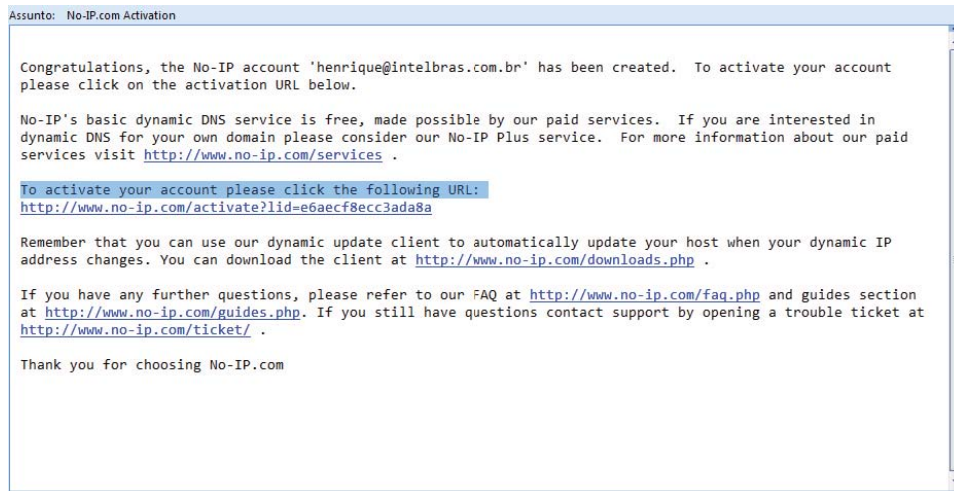 Assunto: No-IP.com Activation
Congratulations, the No-IP account 'henrique@intelbras.com.br' has been created. To activate your account
please click on the activation URL below.
No-IP's basic dynamic DNS service is free, made possible by our paid services. If you are interested in
dynamic DNS for your own domain please consider our No-IP Plus service. For more information about our paid
services visit http://www.no-ip.com/services .
To activate your account please click the following URL:
http://www.no-ip.com/activate?lid=e6aecf8ecc3ada8a
Remember that you can use our dynamic update client to automatically update your host when your dynamic IP
address changes. You can download the client at http://www.no-ip.com/downloads.php .
If you have any further questions, please refer to our FAQ at http://www.no-ip.com/faq.php and guides section
at http://www.no-ip.com/guides.php. If you still have questions contact support by opening a trouble ticket at
http://www.no-ip.com/ticket/ .
Thank you for choosing No-IP.com